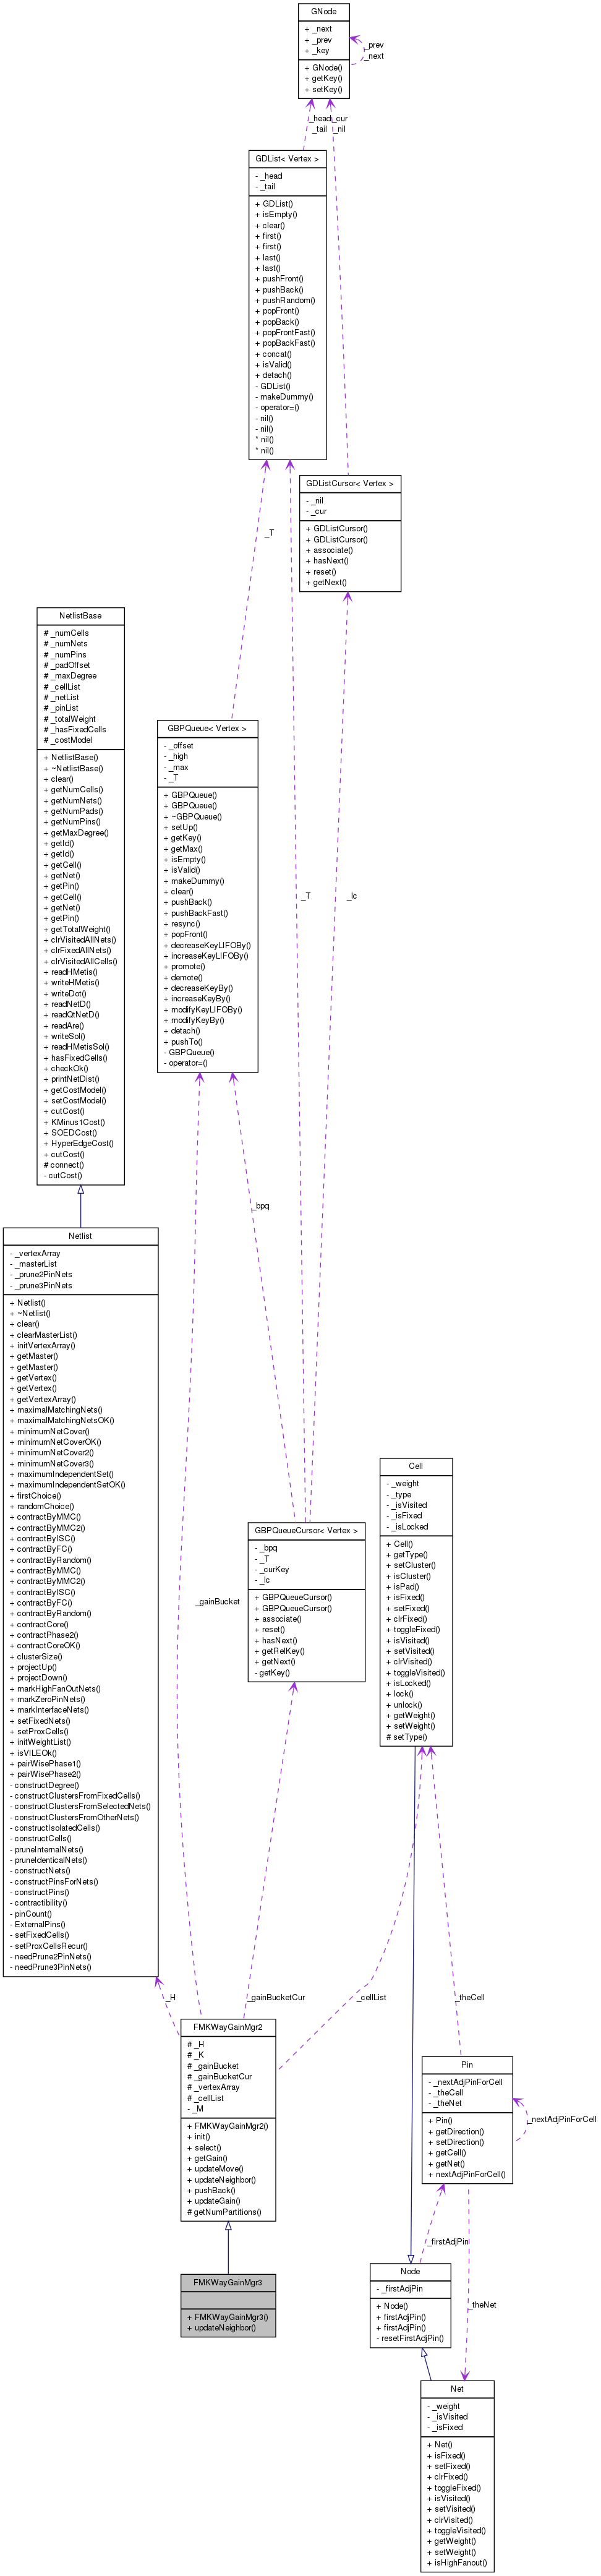 GNode
+ _next
+ _prev
+ _key
+ GNode()
+ getKey()
+ setKey()
_prev
_next
_head
_tail
_cur
_nil
GDList< Vertex >
- _head
- _tail
+ GDList()
+ isEmpty()
+ clear()
+ first()
+ first()
+ last()
+ last()
+ pushFront()
+ pushBack()
+ pushRandom()
+ popFront()
+ popBack()
+ popFrontFast()
+ popBackFast()
+ concat()
+ isValid()
+ detach()
- GDList()
- makeDummy()
- operator=()
- nil()
- nil()
* nil()
* nil()
GDListCursor< Vertex >
- _nil
- _cur
+ GDListCursor()
+ GDListCursor()
+ associate()
+ hasNext()
+ reset()
+ getNext()
_T
NetlistBase
# _numCells
# _numNets
# _numPins
# _padOffset
# _maxDegree
# _cellList
# _netList
# _pinList
# _totalWeight
# _hasFixedCells
# _costModel
+ NetlistBase()
+ ~NetlistBase()
+ clear()
+ getNumCells()
+ getNumNets()
+ getNumPads()
+ getNumPins()
+ getMaxDegree()
+ getId()
+ getId()
+ getCell()
+ getNet()
+ getPin()
+ getCell()
+ getNet()
+ getPin()
+ getTotalWeight()
+ clrVisitedAllNets()
+ clrFixedAllNets()
+ clrVisitedAllCells()
+ readHMetis()
+ writeHMetis()
+ writeDot()
+ readNetD()
+ readQtNetD()
+ readAre()
+ writeSol()
+ readHMetisSol()
+ hasFixedCells()
+ checkOk()
+ printNetDist()
+ getCostModel()
+ setCostModel()
+ cutCost()
+ KMinus1Cost()
+ SOEDCost()
+ HyperEdgeCost()
+ cutCost()
# connect()
- cutCost()
GBPQueue< Vertex >
- _offset
- _high
- _max
- _T
+ GBPQueue()
+ GBPQueue()
+ ~GBPQueue()
+ setUp()
+ getKey()
+ getMax()
+ isEmpty()
+ isValid()
+ makeDummy()
+ clear()
+ pushBack()
+ pushBackFast()
+ resync()
+ popFront()
+ decreaseKeyLIFOBy()
+ increaseKeyLIFOBy()
+ promote()
+ demote()
+ decreaseKeyBy()
+ increaseKeyBy()
+ modifyKeyLIFOBy()
+ modifyKeyBy()
+ detach()
+ pushTo()
- GBPQueue()
- operator=()
_T
_lc
_bpq
Netlist
- _vertexArray
- _masterList
- _prune2PinNets
- _prune3PinNets
+ Netlist()
+ ~Netlist()
+ clear()
+ clearMasterList()
+ initVertexArray()
+ getMaster()
+ getMaster()
+ getVertex()
+ getVertex()
+ getVertexArray()
+ maximalMatchingNets()
+ maximalMatchingNetsOK()
+ minimumNetCover()
+ minimumNetCoverOK()
+ minimumNetCover2()
+ minimumNetCover3()
+ maximumIndependentSet()
+ maximumIndependentSetOK()
+ firstChoice()
+ randomChoice()
+ contractByMMC()
+ contractByMMC2()
+ contractByISC()
+ contractByFC()
+ contractByRandom()
+ contractByMMC()
+ contractByMMC2()
+ contractByISC()
+ contractByFC()
+ contractByRandom()
+ contractCore()
+ contractPhase2()
+ contractCoreOK()
+ clusterSize()
+ projectUp()
+ projectDown()
+ markHighFanOutNets()
+ markZeroPinNets()
+ markInterfaceNets()
+ setFixedNets()
+ setProxCells()
+ initWeightList()
+ isVILEOk()
+ pairWisePhase1()
+ pairWisePhase2()
- constructDegree()
- constructClustersFromFixedCells()
- constructClustersFromSelectedNets()
- constructClustersFromOtherNets()
- constructIsolatedCells()
- constructCells()
- pruneInternalNets()
- pruneIdenticalNets()
- constructNets()
- constructPinsForNets()
- constructPins()
- contractibility()
- pinCount()
- ExternalPins()
- setFixedCells()
- setProxCellsRecur()
- needPrune2PinNets()
- needPrune3PinNets()
_gainBucket
GBPQueueCursor< Vertex >
- _bpq
- _T
- _curKey
- _lc
+ GBPQueueCursor()
+ GBPQueueCursor()
+ associate()
+ reset()
+ hasNext()
+ getRelKey()
+ getNext()
- getKey()
Cell
- _weight
- _type
- _isVisited
- _isFixed
- _isLocked
+ Cell()
+ getType()
+ setCluster()
+ isCluster()
+ isPad()
+ isFixed()
+ setFixed()
+ clrFixed()
+ toggleFixed()
+ isVisited()
+ setVisited()
+ clrVisited()
+ toggleVisited()
+ isLocked()
+ lock()
+ unlock()
+ getWeight()
+ setWeight()
# setType()
_H
_gainBucketCur
_cellList
_theCell
FMKWayGainMgr2
# _H
# _K
# _gainBucket
# _gainBucketCur
# _vertexArray
# _cellList
- _M
+ FMKWayGainMgr2()
+ init()
+ select()
+ getGain()
+ updateMove()
+ updateNeighbor()
+ pushBack()
+ updateGain()
# getNumPartitions()
Pin
- _nextAdjPinForCell
- _theCell
- _theNet
+ Pin()
+ getDirection()
+ setDirection()
+ getCell()
+ getNet()
+ nextAdjPinForCell()
_nextAdjPinForCell
_firstAdjPin
_theNet
FMKWayGainMgr3
+ FMKWayGainMgr3()
+ updateNeighbor()
Node
- _firstAdjPin
+ Node()
+ firstAdjPin()
+ firstAdjPin()
- resetFirstAdjPin()
Net
- _weight
- _isVisited
- _isFixed
+ Net()
+ isFixed()
+ setFixed()
+ clrFixed()
+ toggleFixed()
+ isVisited()
+ setVisited()
+ clrVisited()
+ toggleVisited()
+ getWeight()
+ setWeight()
+ isHighFanout()